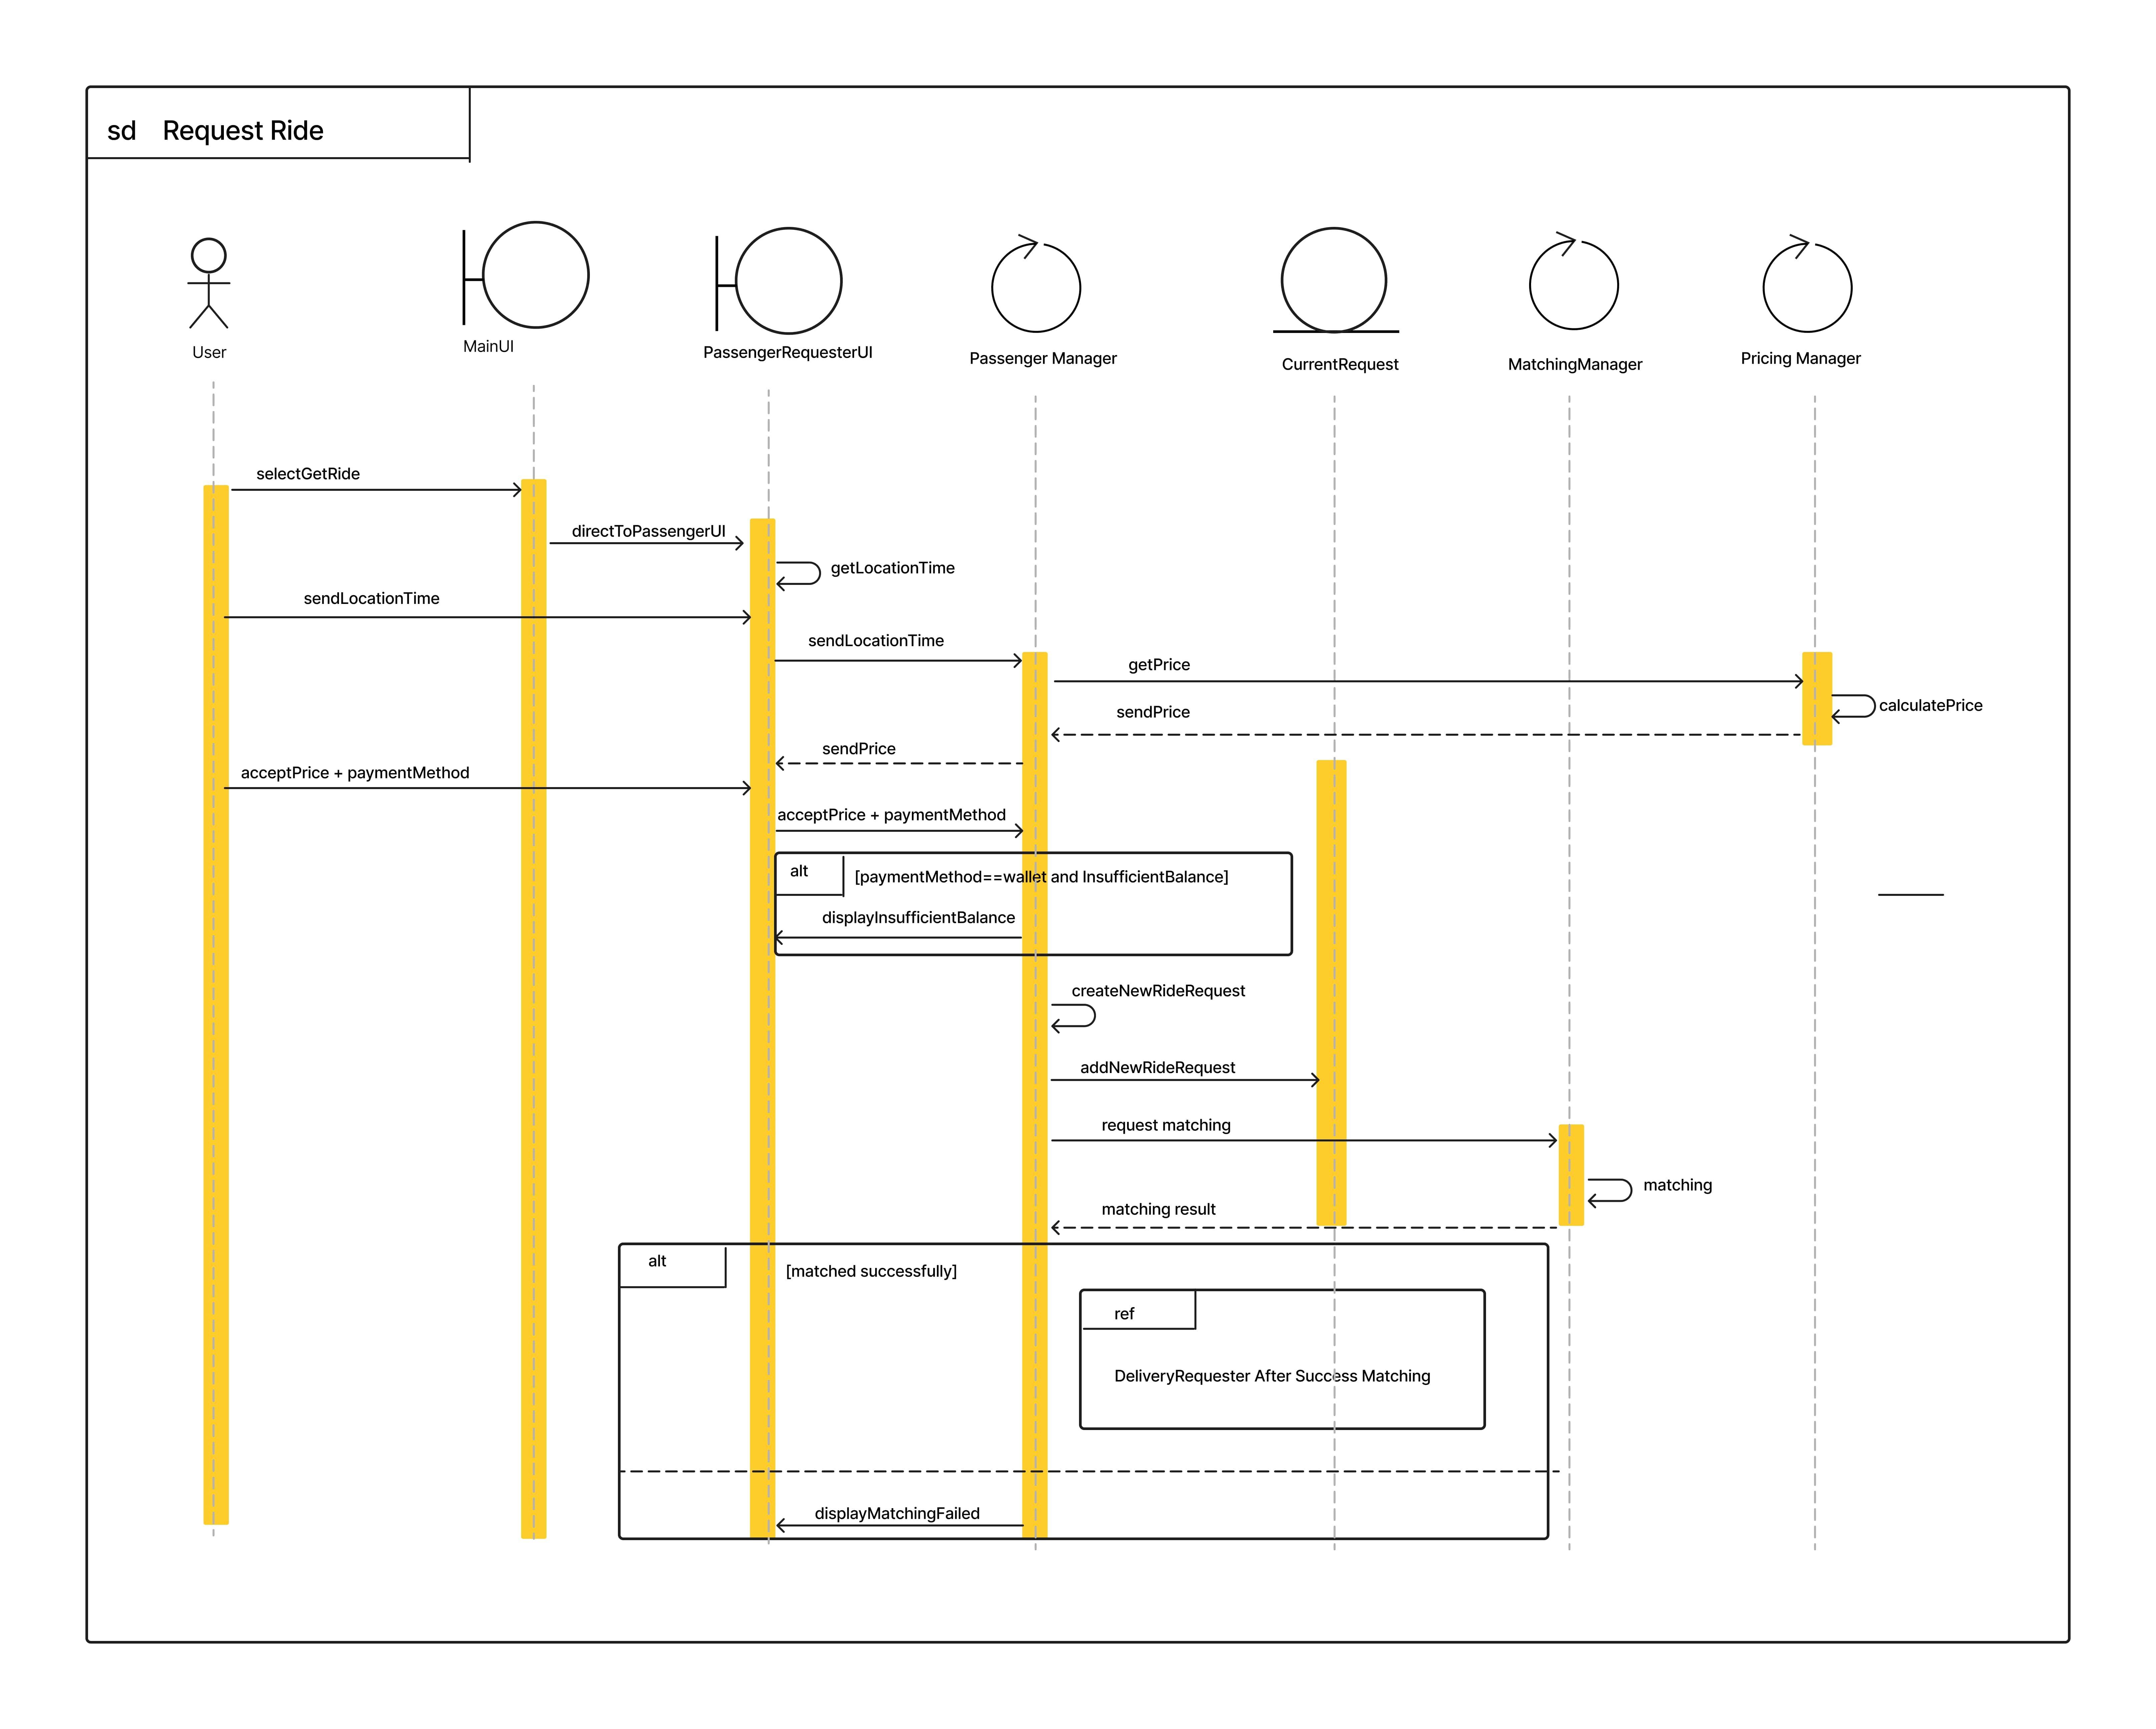 sd Request Ride
User
MainUI
PassengerRequesterUI
Passenger Manager
CurrentRequest
MatchingManager
Pricing Manager
selectGetRide
directToPassengerUI
getLocationTime
sendLocationTime
sendLocationTime
getPrice
calculatePrice
sendPrice
sendPrice
acceptPrice + paymentMethod
acceptPrice + paymentMethod
alt
[paymentMethod==wallet and InsufficientBalance]
displayInsufficientBalance
createNewRideRequest
addNewRideRequest
request matching
matching
matching result
alt
[matched successfully]
ref
DeliveryRequester After Success Matching
displayMatchingFailed